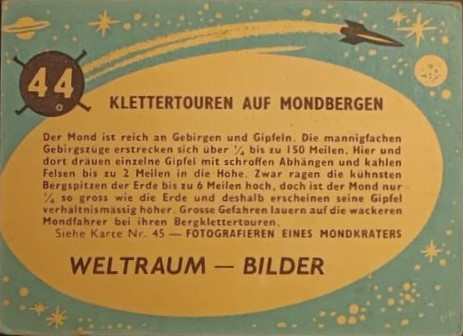 44
KLETTERTOUREN AUF MONDBERGEN
Der Mond ist reich an Gebirgen und Gipfeln. Die mannigfachen
Gebirgszüge erstrecken sich über ¼ bis zu 150 Meilen. Hier und
dort dräuen einzelne Gipfel mit schroffen Abhängen und kahlen
Felsen bis zu 2 Meilen in die Höhe. Zwar ragen die kühnsten
Bergspitzen der Erde bis zu 6 Meilen hoch, doch ist der Mond nur
¼ so gross wie die Erde und deshalb erscheinen seine Gipfel
verhältnismässig höher. Grosse Gefahren lauern auf die wackeren
Mondfahrer bei ihren Bergklettertouren.
Siehe Karte Nr. 45 — FOTOGRAFIEREN EINES MONDKRATERS
WELTRAUM — BILDER